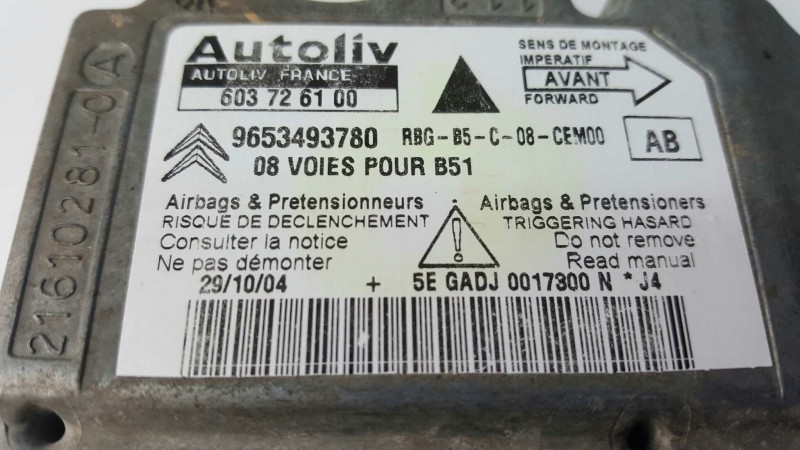 Autoliv
AUTOLIV FRANCE
603 72 61 00
SENS DE MONTAGE
IMPERATIF
AVANT
FORWARD
9653493780 RBG-B5-C-08-CEM00
AB
08 VOIES POUR B51
Airbags & Pretensionneurs
RISQUE DE DECLENCHEMENT
Consulter la notice
Ne pas démonter
Airbags & Pretensioners
TRIGGERING HASARD
Do not remove
Read manual
29/10/04 + 5E GADJ 0017300 N * J4
21610281-0 A